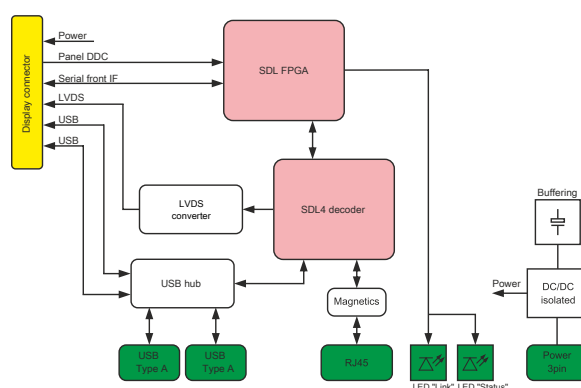 Display connector
Power
Panel DDC
Serial front IF
LVDS
USB
USB
SDL FPGA
LVDS
converter
SDL4 decoder
Buffering
USB hub
Magnetics
Power
DC/DC
isolated
USB
Type A
USB
Type A
RJ45
LED "Link"
LED "Status"
Power
3pin